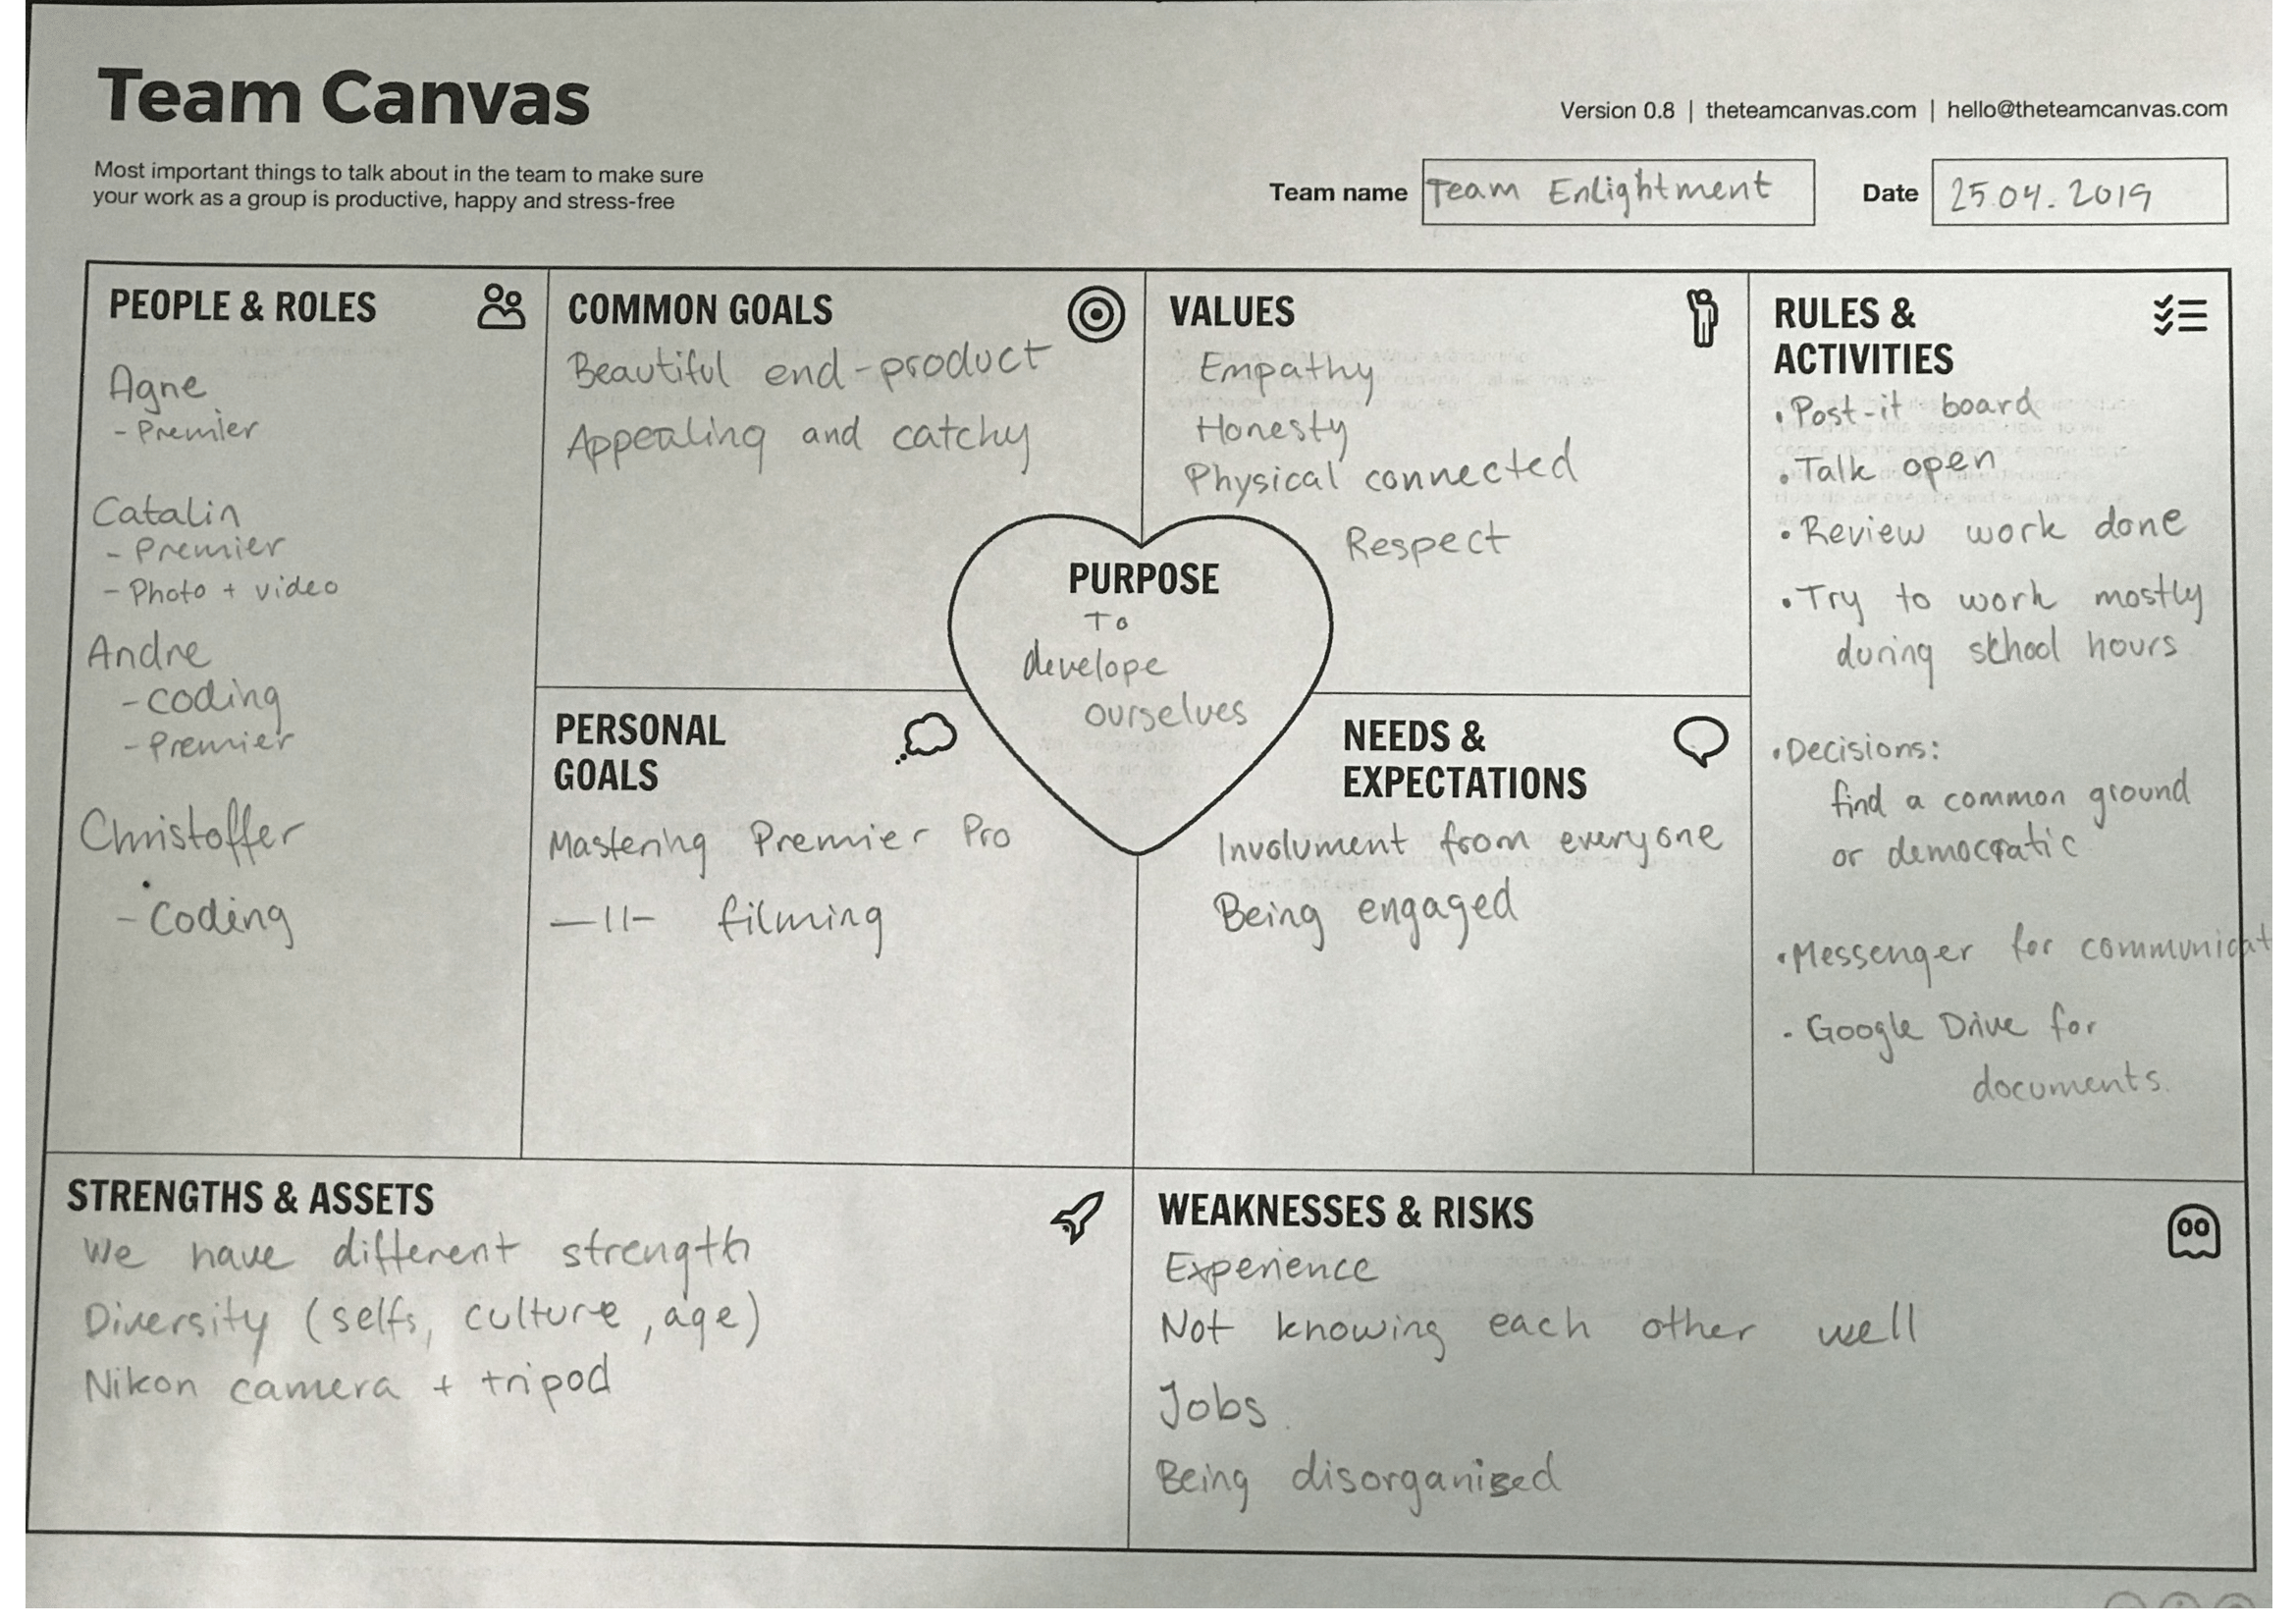 Team Canvas
Most important things to talk about in the team to make sure
your work as a group is productive, happy and stress-free
Version 0.8 | theteamcanvas.com | hello@theteamcanvas.com
Team name Team Enlightment Date 25.04.2019
PEOPLE & ROLES
Agne
- Premier
Catalin
- Premier
- Photo + video
Andre
- coding
- Premier
Christoffer
- Coding
COMMON GOALS
Beautiful end-product
Appealing and catchy
VALUES
Empathy
Honesty
Physical connected
Respect
PURPOSE
To
develope
ourselves
PERSONAL
GOALS
Mastering Premier Pro
—11— filming
NEEDS &
EXPECTATIONS
Involument from everyone
Being engaged
RULES &
ACTIVITIES
• Post-it board
• Talk open
• Review work done
• Try to work mostly
during school hours
• Decisions:
find a common ground
or democratic
• Messenger for communicat
- Google Drive for
documents.
STRENGTHS & ASSETS
We have different strength
Diversity (selfs, culture, age)
Nikon camera + tripod
WEAKNESSES & RISKS
Experience
Not knowing each other well
Jobs
Being disorganised